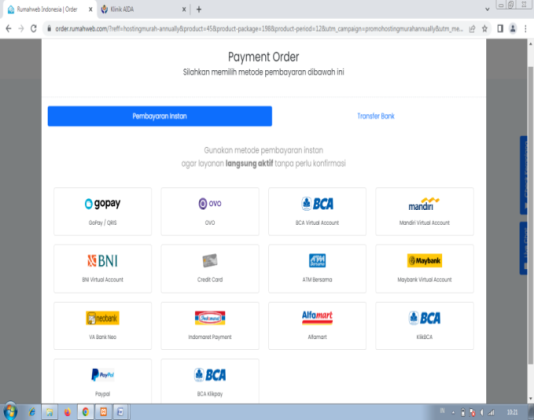 Rumahweb Indonesia | Order
Klinik AIDA
order.rumahweb.com/?reff=hostingmurah-annually&product=45&product-package=196&product-period=12&utm_campaign=promohostingmurahannually&utm_me...
Payment Order
Silahkan memilih metode pembayaran dibawah ini
Pembayaran Instan
Transfer Bank
Gunakan metode pembayaran instan
agar layanan langsung aktif tanpa perlu konfirmasi
gopay
GoPay / QRIS
OVO
OVO
BCA
BCA Virtual Account
mandiri
Mandiri Virtual Account
BNI
BNI Virtual Account
Credit Card
ATM
ATM Bersama
Maybank
Maybank Virtual Account
neobank
VA Bank Neo
Indomaret
Indomaret Payment
Alfamart
Alfamart
BCA
KlikBCA
PayPal
Paypal
BCA
BCA Klikpay